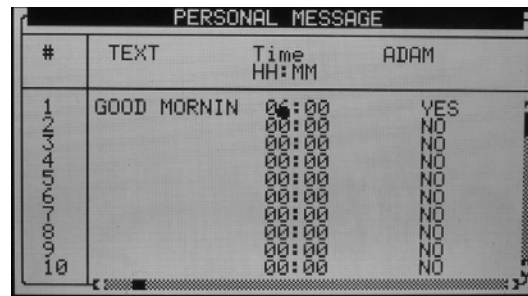 PERSONAL MESSAGE
# TEXT Time ADAM
HH:MM
1 GOOD MORNIN 06:00 YES
2 00:00 NO
3 00:00 NO
4 00:00 NO
5 00:00 NO
6 00:00 NO
7 00:00 NO
8 00:00 NO
9 00:00 NO
10 00:00 NO